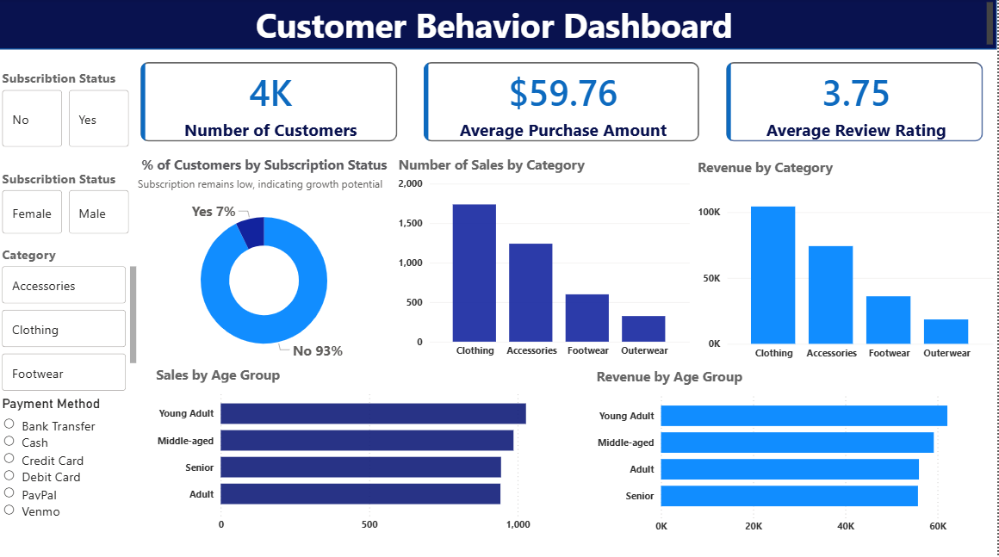 Customer Behavior Dashboard
Subscribtion Status
No
Yes
4K
Number of Customers
$59.76
Average Purchase Amount
3.75
Average Review Rating
Subscribtion Status
Female
Male
Category
Accessories
Clothing
Footwear
Payment Method
Bank Transfer
Cash
Credit Card
Debit Card
PayPal
Venmo
% of Customers by Subscription Status
Subscription remains low, indicating growth potential
Yes 7%
No 93%
Number of Sales by Category
2,000
1,500
1,000
500
0
Clothing Accessories Footwear Outerwear
Revenue by Category
100K
50K
0K
Clothing Accessories Footwear Outerwear
Sales by Age Group
Young Adult
Middle-aged
Senior
Adult
0 500 1,000
Revenue by Age Group
Young Adult
Middle-aged
Adult
Senior
0K 20K 40K 60K